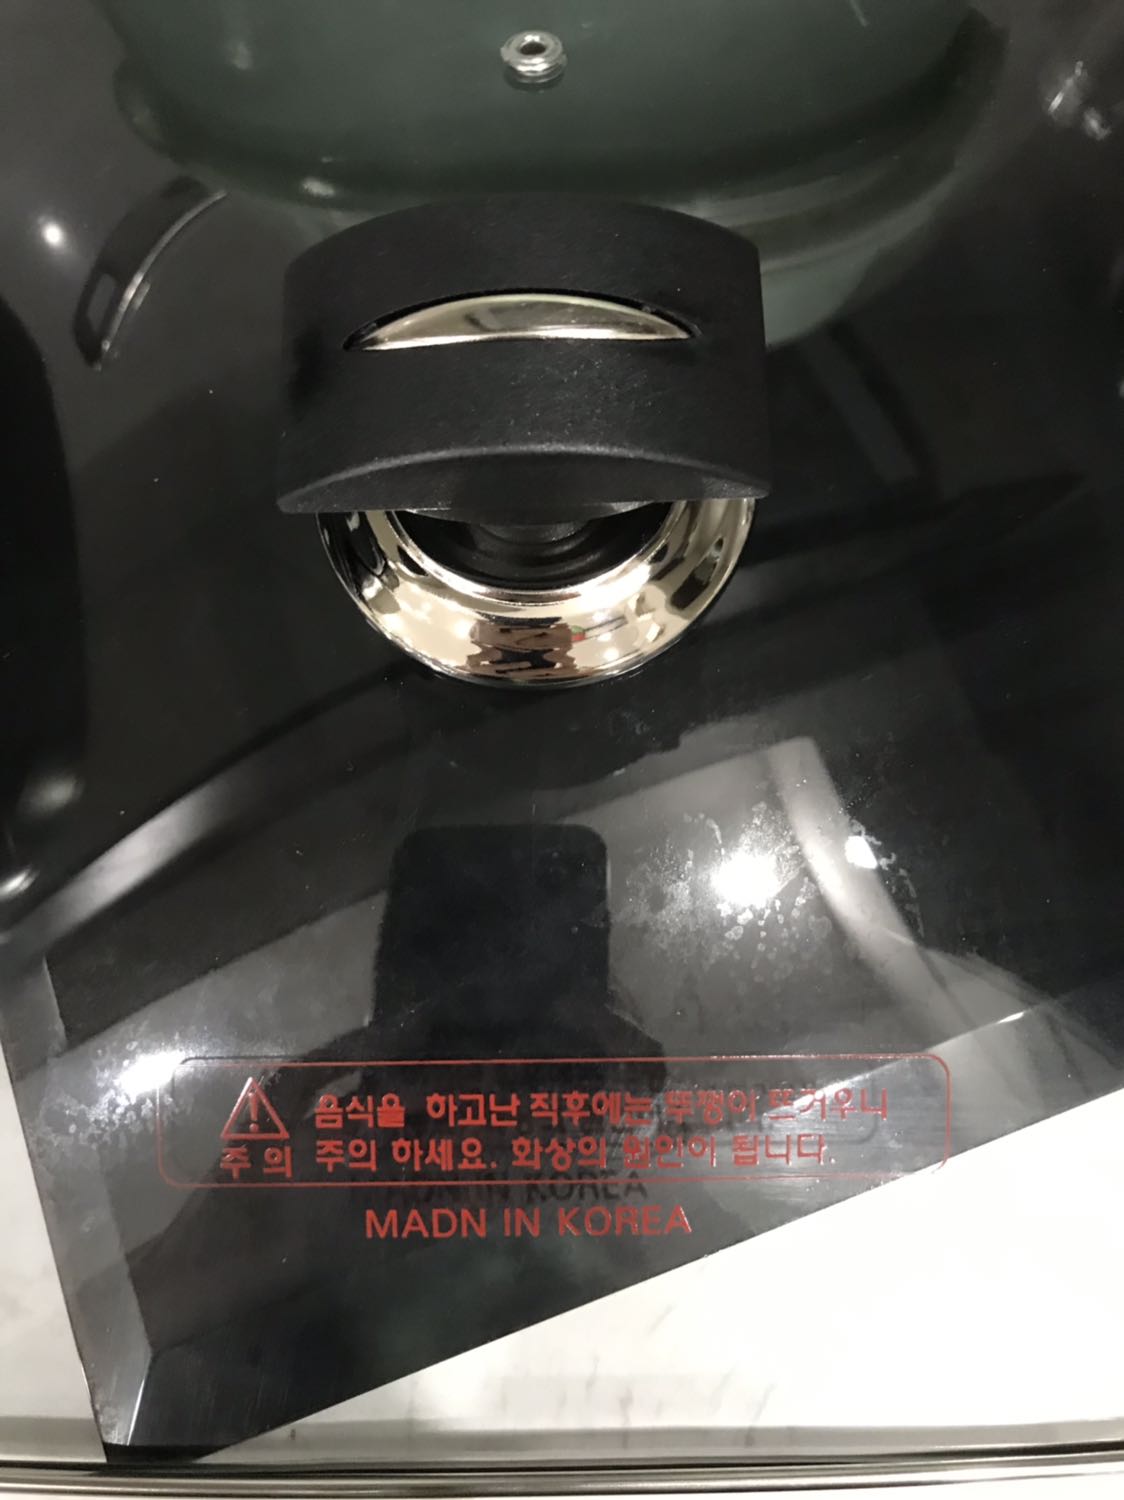 음식을 하고난 직후에는 뚜껑이 뜨거우니
주의 주의 하세요. 화상의 원인이 됩니다.
MADN IN KOREA